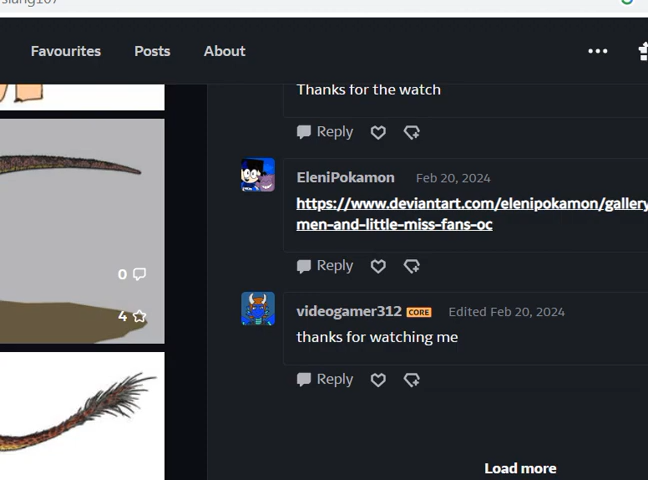 Favourites Posts About
Thanks for the watch
Reply
EleniPokamon Feb 20, 2024
https://www.deviantart.com/elenipokamon/gallery
men-and-little-miss-fans-oc
0
Reply
4
videogamer312 CORE Edited Feb 20, 2024
thanks for watching me
Reply
Load more